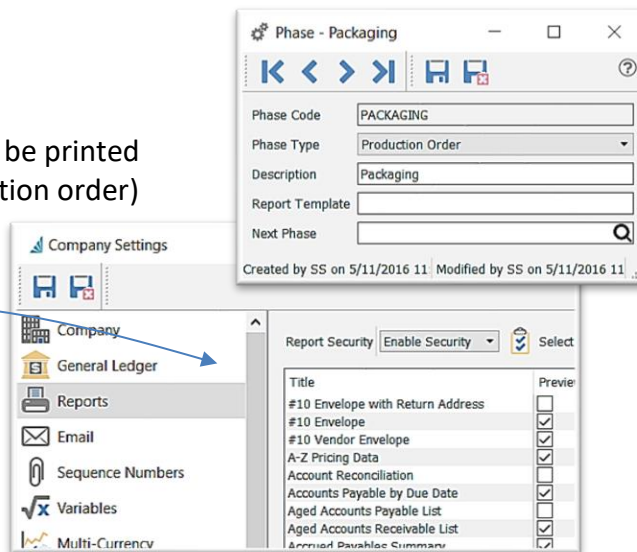 Phase - Packaging
Phase Code PACKAGING
Phase Type Production Order
Description Packaging
Report Template
Next Phase
Created by SS on 5/11/2016 11: Modified by SS on 5/11/2016 11
be printed
tion order)
Company Settings
Company
General Ledger
Reports
Email
Sequence Numbers
Variables
Multi-Currency
Report Security Enable Security Select
Title Preview
#10 Envelope with Return Address
#10 Envelope
#10 Vendor Envelope
A-Z Pricing Data
Account Reconciliation
Accounts Payable by Due Date
Aged Accounts Payable List
Aged Accounts Receivable List
Accrued Payables Summary